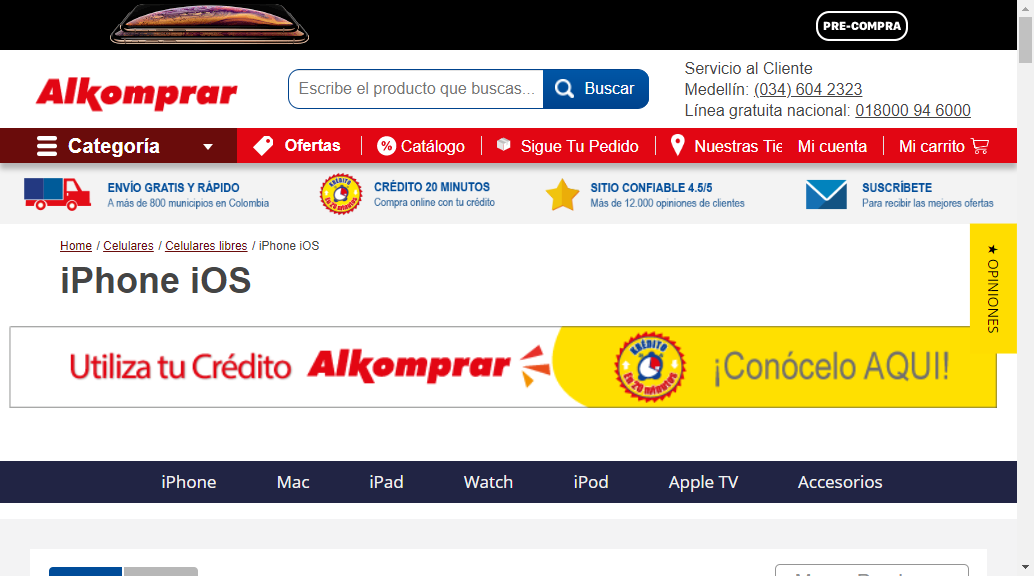 PRE-COMPRA
Alkomprar
Escribe el producto que buscas...
Buscar
Servicio al Cliente
Medellín: (034) 604 2323
Línea gratuita nacional: 018000 94 6000
Categoría
Ofertas
Catálogo
Sigue Tu Pedido
Nuestras Tie
Mi cuenta
Mi carrito
ENVÍO GRATIS Y RÁPIDO
A más de 800 municipios en Colombia
KRÉDITO
En 20 minutos
CRÉDITO 20 MINUTOS
Compra online con tu crédito
SITIO CONFIABLE 4.5/5
Más de 12.000 opiniones de clientes
SUSCRÍBETE
Para recibir las mejores ofertas
Home / Celulares / Celulares libres / iPhone iOS
iPhone iOS
★ OPINIONES
Utiliza tu Crédito Alkomprar
KRÉDITO
En 20 minutos
¡Conócelo AQUI!
iPhone
Mac
iPad
Watch
iPod
Apple TV
Accesorios